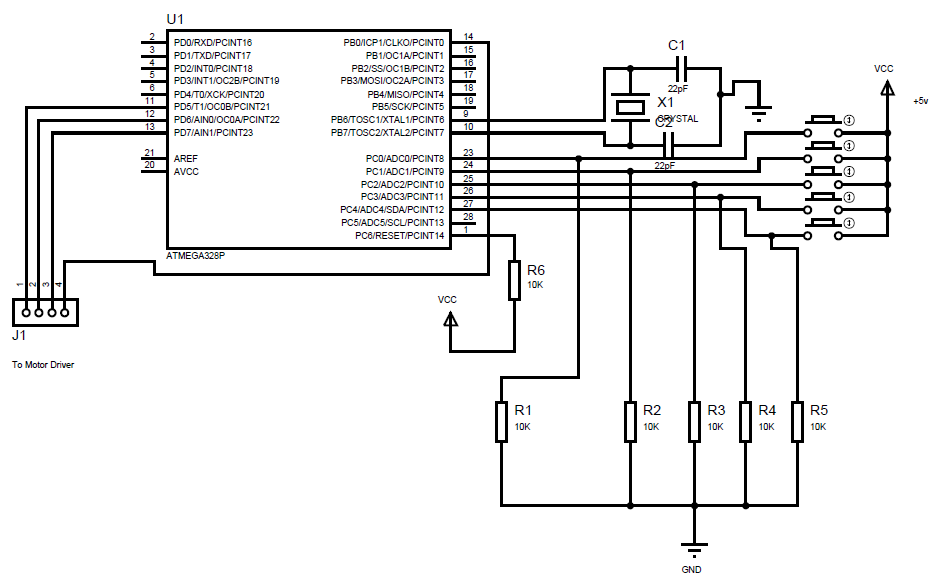 U1
2 PD0/RXD/PCINT16 PB0/ICP1/CLKO/PCINT0 14
3 PD1/TXD/PCINT17 PB1/OC1A/PCINT1 15
4 PD2/INT0/PCINT18 PB2/SS/OC1B/PCINT2 16
5 PD3/INT1/OC2B/PCINT19 PB3/MOSI/OC2A/PCINT3 17
6 PD4/T0/XCK/PCINT20 PB4/MISO/PCINT4 18
11 PD5/T1/OC0B/PCINT21 PB5/SCK/PCINT5 19
12 PD6/AIN0/OC0A/PCINT22 PB6/TOSC1/XTAL1/PCINT6 9
13 PD7/AIN1/PCINT23 PB7/TOSC2/XTAL2/PCINT7 10
21 AREF PC0/ADC0/PCINT8 23
20 AVCC PC1/ADC1/PCINT9 24
PC2/ADC2/PCINT10 25
PC3/ADC3/PCINT11 26
PC4/ADC4/SDA/PCINT12 27
PC5/ADC5/SCL/PCINT13 28
PC6/RESET/PCINT14 1
ATMEGA328P
C1
22pF
X1
CRYSTAL
C2
22pF
VCC
+5v
R6
10K
VCC
1 2 3 4
J1
To Motor Driver
R1 R2 R3 R4 R5
10K 10K 10K 10K 10K
GND